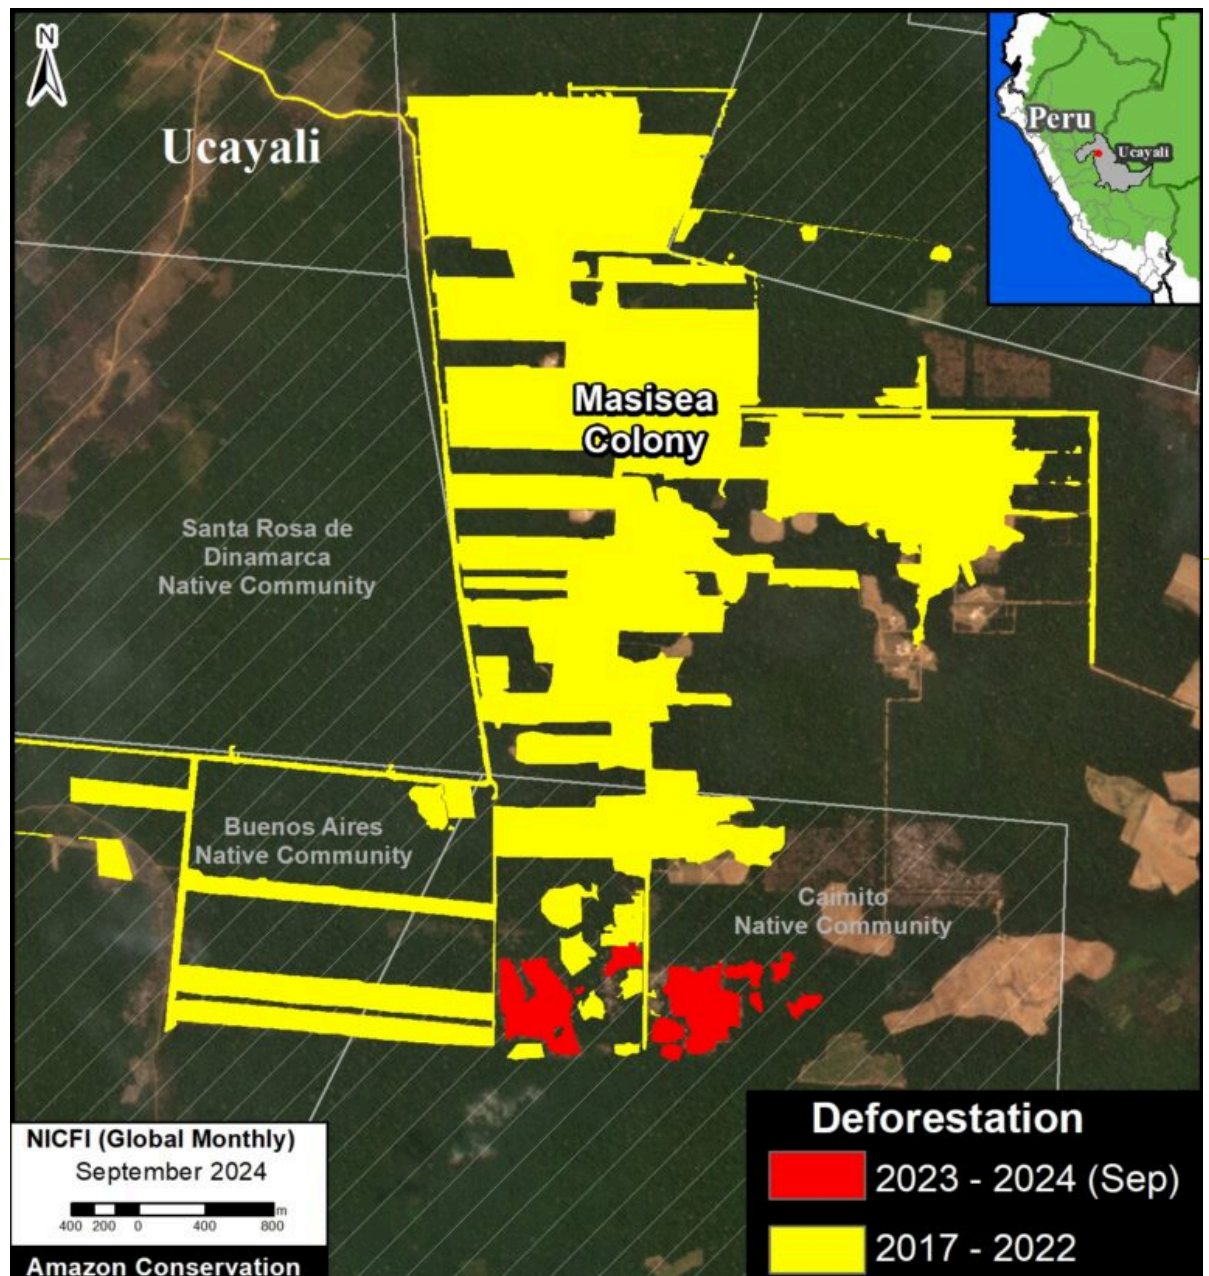 N
Ucayali
Peru
Ucayali
Masisea
Colony
Santa Rosa de
Dinamarca
Native Community
Buenos Aires
Native Community
Caimito
Native Community
NICFI (Global Monthly)
September 2024
400 200 0 400 800 m
Amazon Conservation
Deforestation
2023 - 2024 (Sep)
2017 - 2022